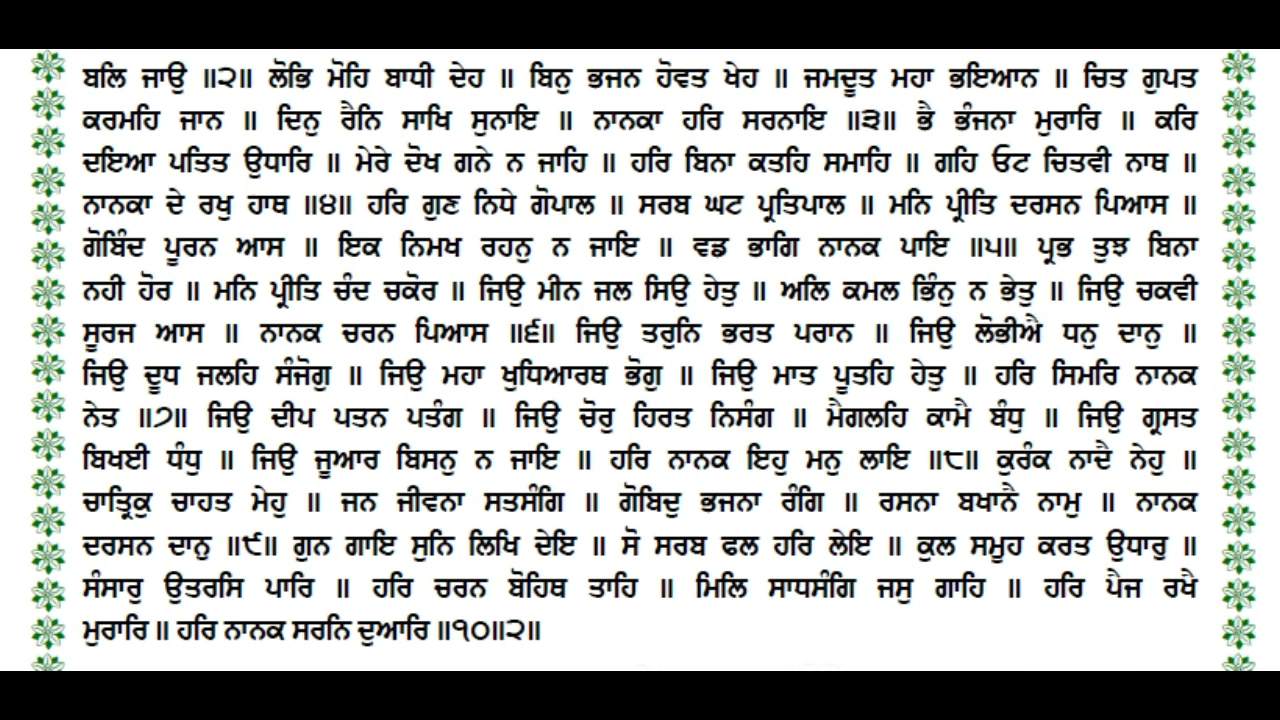 ਬਲਿ ਜਾਉ ॥੨॥ ਲੋਭਿ ਮੋਹਿ ਬਾਧੀ ਦੇਹ ॥ ਬਿਨੁ ਭਜਨ ਹੋਵਤ ਖੇਹ ॥ ਜਮਦੂਤ ਮਹਾ ਭਇਆਨ ॥ ਚਿਤ ਗੁਪਤ
ਕਰਮਹਿ ਜਾਨ ॥ ਦਿਨੁ ਰੈਨਿ ਸਾਖਿ ਸੁਨਾਇ ॥ ਨਾਨਕਾ ਹਰਿ ਸਰਨਾਇ ॥੩॥ ਭੈ ਭੰਜਨਾ ਮੁਰਾਰਿ ॥ ਕਰਿ
ਦਇਆ ਪਤਿਤ ਉਧਾਰਿ ॥ ਮੇਰੇ ਦੋਖ ਗਨੇ ਨ ਜਾਹਿ ॥ ਹਰਿ ਬਿਨਾ ਕਤਹਿ ਸਮਾਹਿ ॥ ਗਹਿ ਓਟ ਚਿਤਵੀ ਨਾਥ ॥
ਨਾਨਕਾ ਦੇ ਰਖੁ ਹਾਥ ॥੪॥ ਹਰਿ ਗੁਣ ਨਿਧੇ ਗੋਪਾਲ ॥ ਸਰਬ ਘਟ ਪ੍ਰਤਿਪਾਲ ॥ ਮਨਿ ਪ੍ਰੀਤਿ ਦਰਸਨ ਪਿਆਸ ॥
ਗੋਬਿੰਦ ਪੂਰਨ ਆਸ ॥ ਇਕ ਨਿਮਖ ਰਹਨੁ ਨ ਜਾਇ ॥ ਵਡ ਭਾਗਿ ਨਾਨਕ ਪਾਇ ॥੫॥ ਪ੍ਰਭ ਤੁਝ ਬਿਨਾ
ਨਹੀ ਹੋਰ ॥ ਮਨਿ ਪ੍ਰੀਤਿ ਚੰਦ ਚਕੋਰ ॥ ਜਿਉ ਮੀਨ ਜਲ ਸਿਉ ਹੇਤੁ ॥ ਅਲਿ ਕਮਲ ਭਿੰਨੁ ਨ ਭੇਤੁ ॥ ਜਿਉ ਚਕਵੀ
ਸੂਰਜ ਆਸ ॥ ਨਾਨਕ ਚਰਨ ਪਿਆਸ ॥੬॥ ਜਿਉ ਤਰੁਨਿ ਭਰਤ ਪਰਾਨ ॥ ਜਿਉ ਲੋਭੀਐ ਧਨੁ ਦਾਨੁ ॥
ਜਿਉ ਦੂਧ ਜਲਹਿ ਸੰਜੋਗੁ ॥ ਜਿਉ ਮਹਾ ਖੁਧਿਆਰਥ ਭੋਗੁ ॥ ਜਿਉ ਮਾਤ ਪੂਤਹਿ ਹੇਤੁ ॥ ਹਰਿ ਸਿਮਰਿ ਨਾਨਕ
ਨੇਤ ॥੭॥ ਜਿਉ ਦੀਪ ਪਤਨ ਪਤੰਗ ॥ ਜਿਉ ਚੋਰੁ ਹਿਰਤ ਨਿਸੰਗ ॥ ਮੈਗਲਹਿ ਕਾਮੈ ਬੰਧੁ ॥ ਜਿਉ ਗ੍ਰਸਤ
ਬਿਖਈ ਧੰਧੁ ॥ ਜਿਉ ਜੂਆਰ ਬਿਸਨੁ ਨ ਜਾਇ ॥ ਹਰਿ ਨਾਨਕ ਇਹੁ ਮਨੁ ਲਾਇ ॥੮॥ ਕੁਰੰਕ ਨਾਦੈ ਨੇਹੁ ॥
ਚਾਤ੍ਰਿਕੁ ਚਾਹਤ ਮੇਹੁ ॥ ਜਨ ਜੀਵਨਾ ਸਤਸੰਗਿ ॥ ਗੋਬਿਦੁ ਭਜਨਾ ਰੰਗਿ ॥ ਰਸਨਾ ਬਖਾਨੈ ਨਾਮੁ ॥ ਨਾਨਕ
ਦਰਸਨ ਦਾਨੁ ॥੯॥ ਗੁਨ ਗਾਇ ਸੁਨਿ ਲਿਖਿ ਦੇਇ ॥ ਸੋ ਸਰਬ ਫਲ ਹਰਿ ਲੇਇ ॥ ਕੁਲ ਸਮੂਹ ਕਰਤ ਉਧਾਰੁ ॥
ਸੰਸਾਰੁ ਉਤਰਸਿ ਪਾਰਿ ॥ ਹਰਿ ਚਰਨ ਬੋਹਿਥ ਤਾਹਿ ॥ ਮਿਲਿ ਸਾਧਸੰਗਿ ਜਸੁ ਗਾਹਿ ॥ ਹਰਿ ਪੈਜ ਰਖੈ
ਮੁਰਾਰਿ ॥ ਹਰਿ ਨਾਨਕ ਸਰਨਿ ਦੁਆਰਿ ॥੧੦॥੨॥